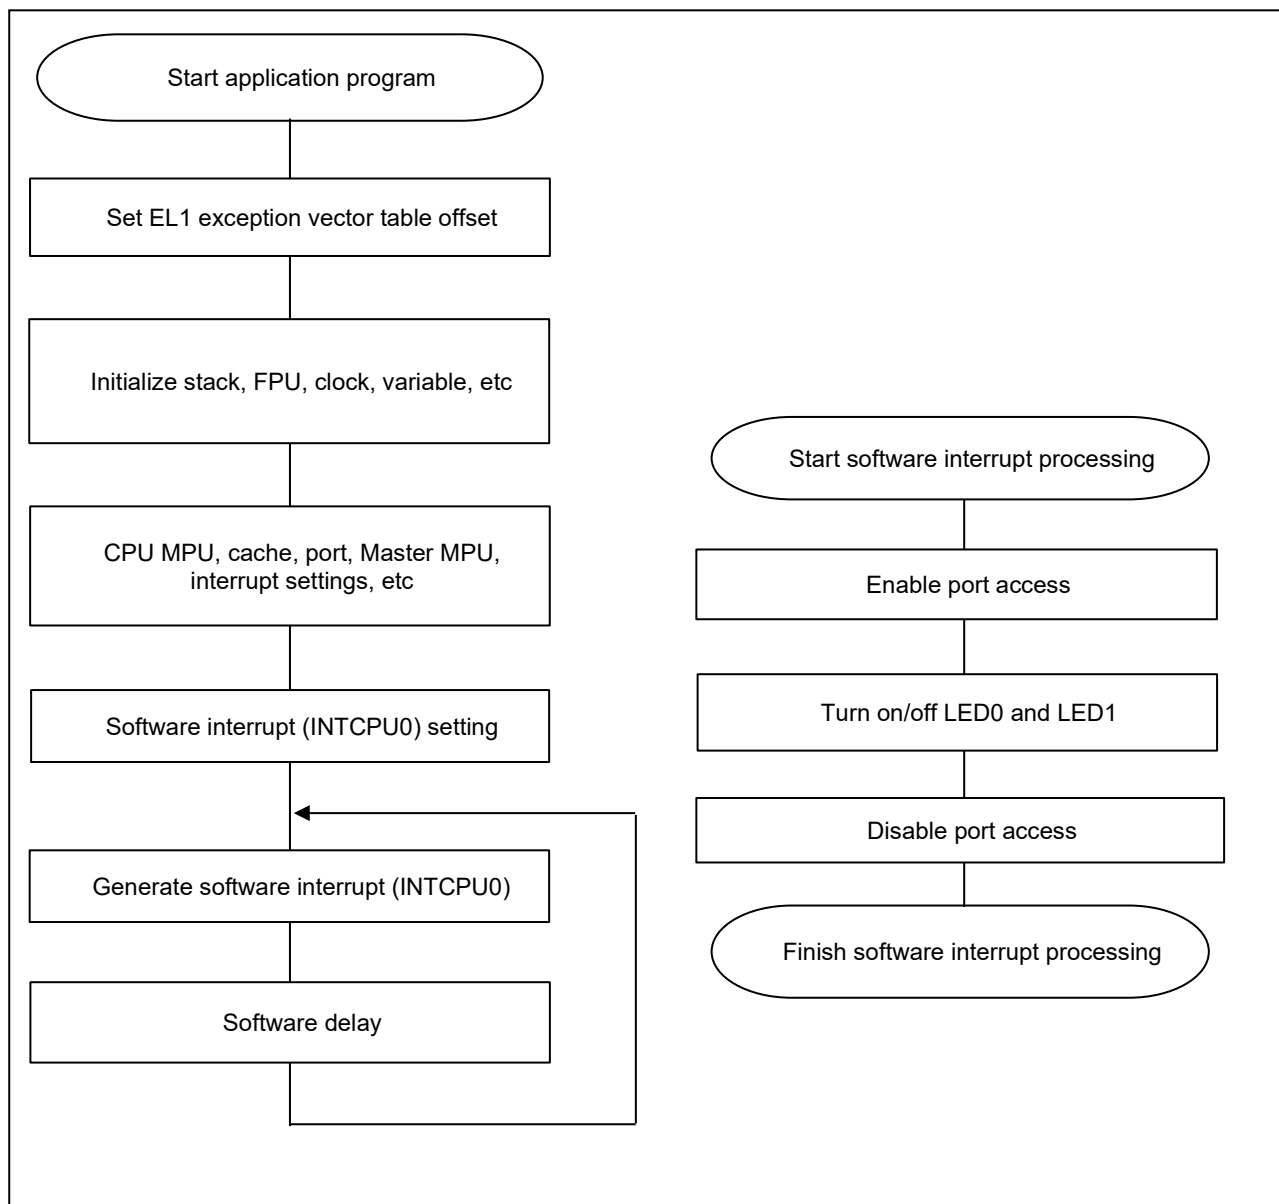 Start application program
Set EL1 exception vector table offset
Initialize stack, FPU, clock, variable, etc
CPU MPU, cache, port, Master MPU,
interrupt settings, etc
Software interrupt (INTCPU0) setting
Generate software interrupt (INTCPU0)
Software delay
Start software interrupt processing
Enable port access
Turn on/off LED0 and LED1
Disable port access
Finish software interrupt processing